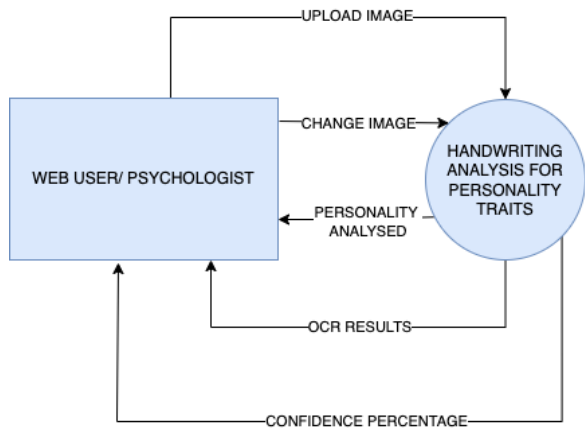 UPLOAD IMAGE
CHANGE IMAGE
WEB USER/ PSYCHOLOGIST
HANDWRITING
ANALYSIS FOR
PERSONALITY
TRAITS
PERSONALITY
ANALYSED
OCR RESULTS
CONFIDENCE PERCENTAGE